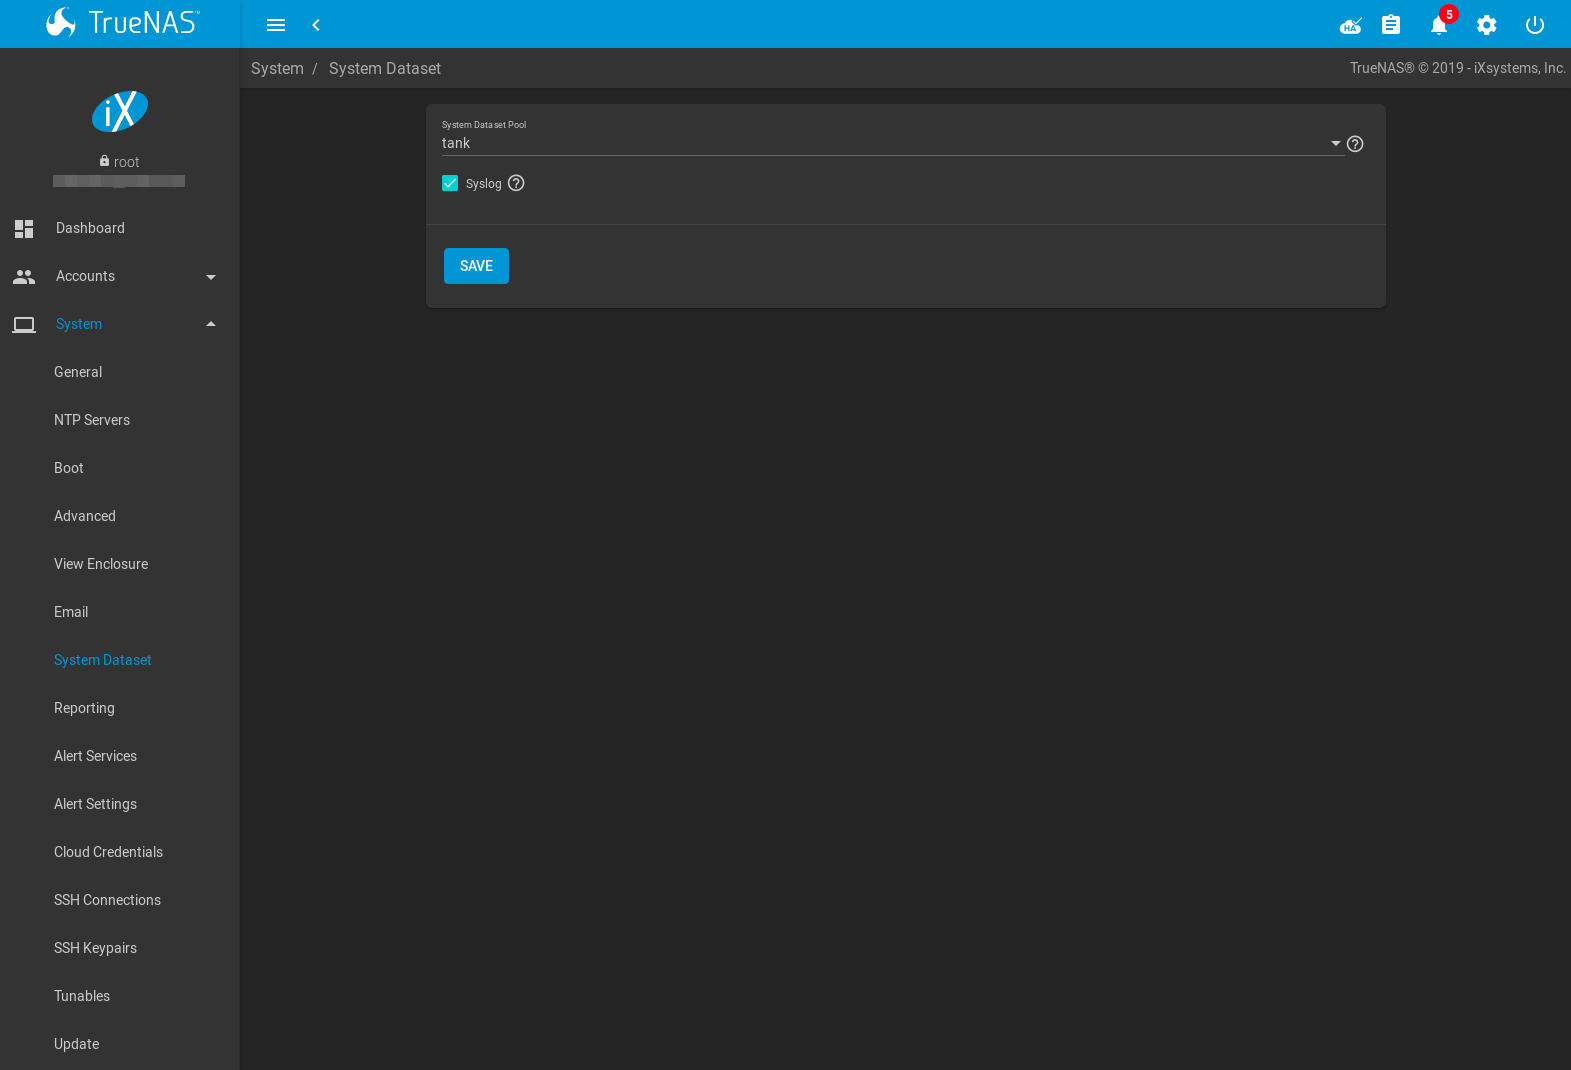 TrueNAS™
HA
5
System / System Dataset
TrueNAS® © 2019 - iXsystems, Inc.
iX
root
Dashboard
Accounts
System
General
NTP Servers
Boot
Advanced
View Enclosure
Email
System Dataset
Reporting
Alert Services
Alert Settings
Cloud Credentials
SSH Connections
SSH Keypairs
Tunables
Update
System Dataset Pool
tank
Syslog
SAVE